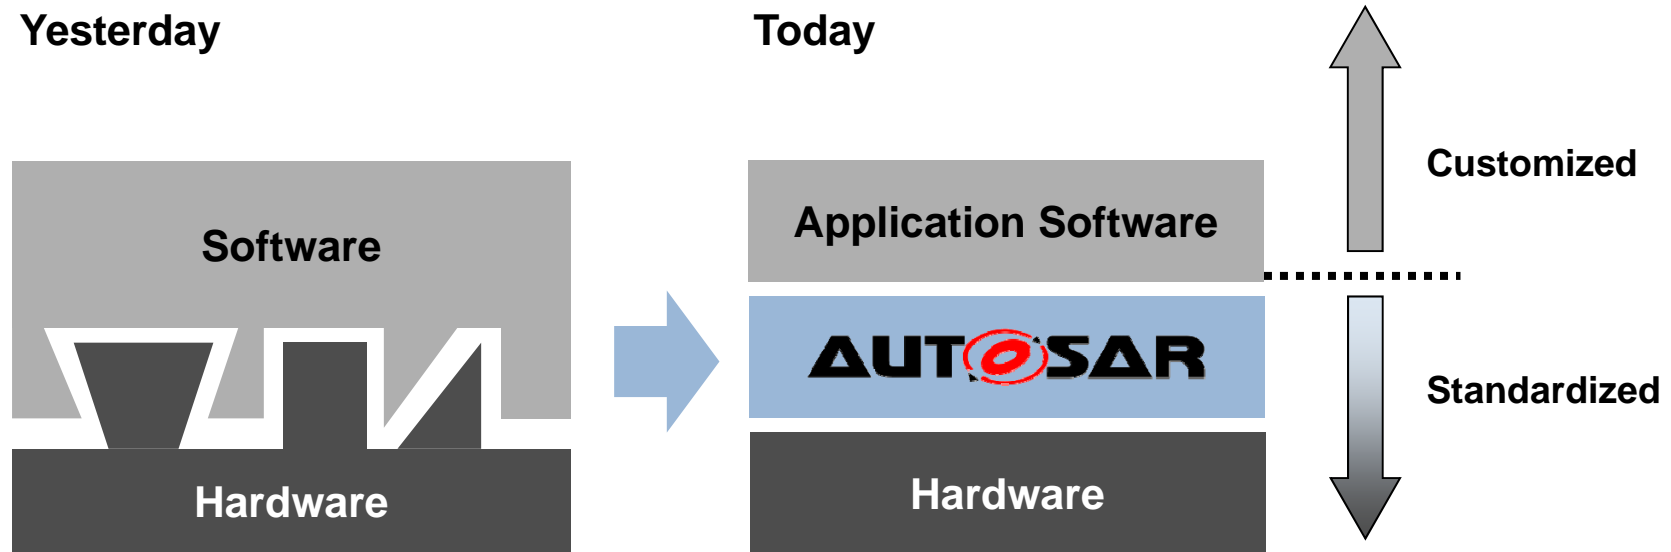 Yesterday
Today
Customized
Software
Application Software
AUTOSAR
Standardized
Hardware
Hardware